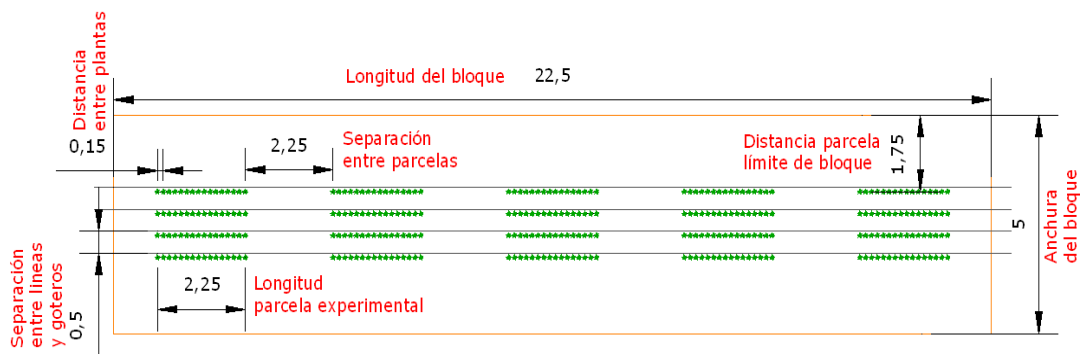 Distancia
entre plantas
Longitud del bloque
22,5
0,15
2,25
Separación
entre parcelas
Distancia parcela
límite de bloque
1,75
Separación
entre lineas
y goteros
0,5
2,25
Longitud
parcela experimental
5
Anchura
del bloque